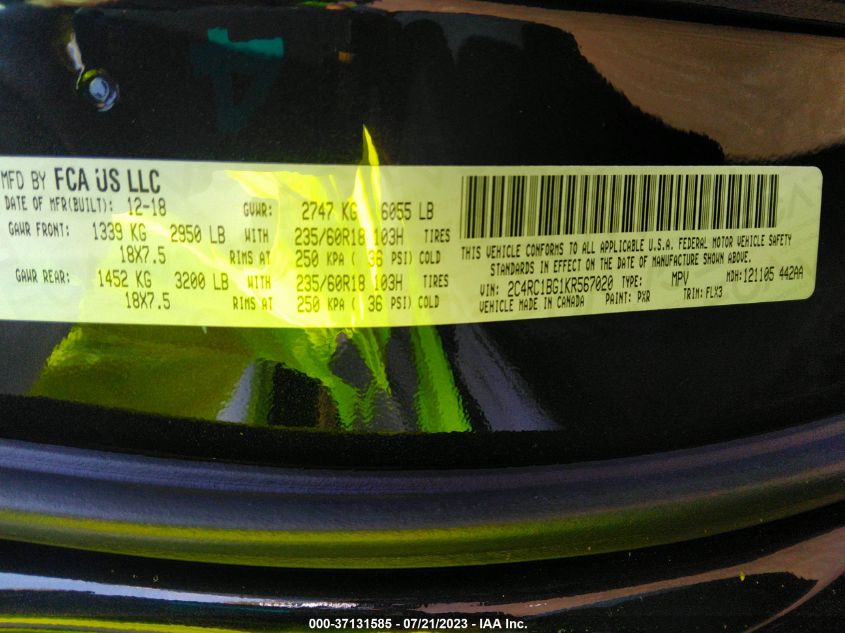 MFD BY FCA US LLC
DATE OF MFR(BUILT): 12-18 GVWR: 2747 KG 6055 LB
GAWR FRONT: 1339 KG 2950 LB WITH 235/60R18 103H TIRES
18X7.5 RIMS AT 250 KPA ( 36 PSI) COLD
GAWR REAR: 1452 KG 3200 LB WITH 235/60R18 103H TIRES
18X7.5 RIMS AT 250 KPA ( 36 PSI) COLD
THIS VEHICLE CONFORMS TO ALL APPLICABLE U.S.A. FEDERAL MOTOR VEHICLE SAFETY
STANDARDS IN EFFECT ON THE DATE OF MANUFACTURE SHOWN ABOVE.
VIN: 2C4RC1BG1KR567020 TYPE: MPV MDH:121105 442AA
VEHICLE MADE IN CANADA PAINT: PXR TRIM: FLX3
000-37131585 - 07/21/2023 - IAA Inc.